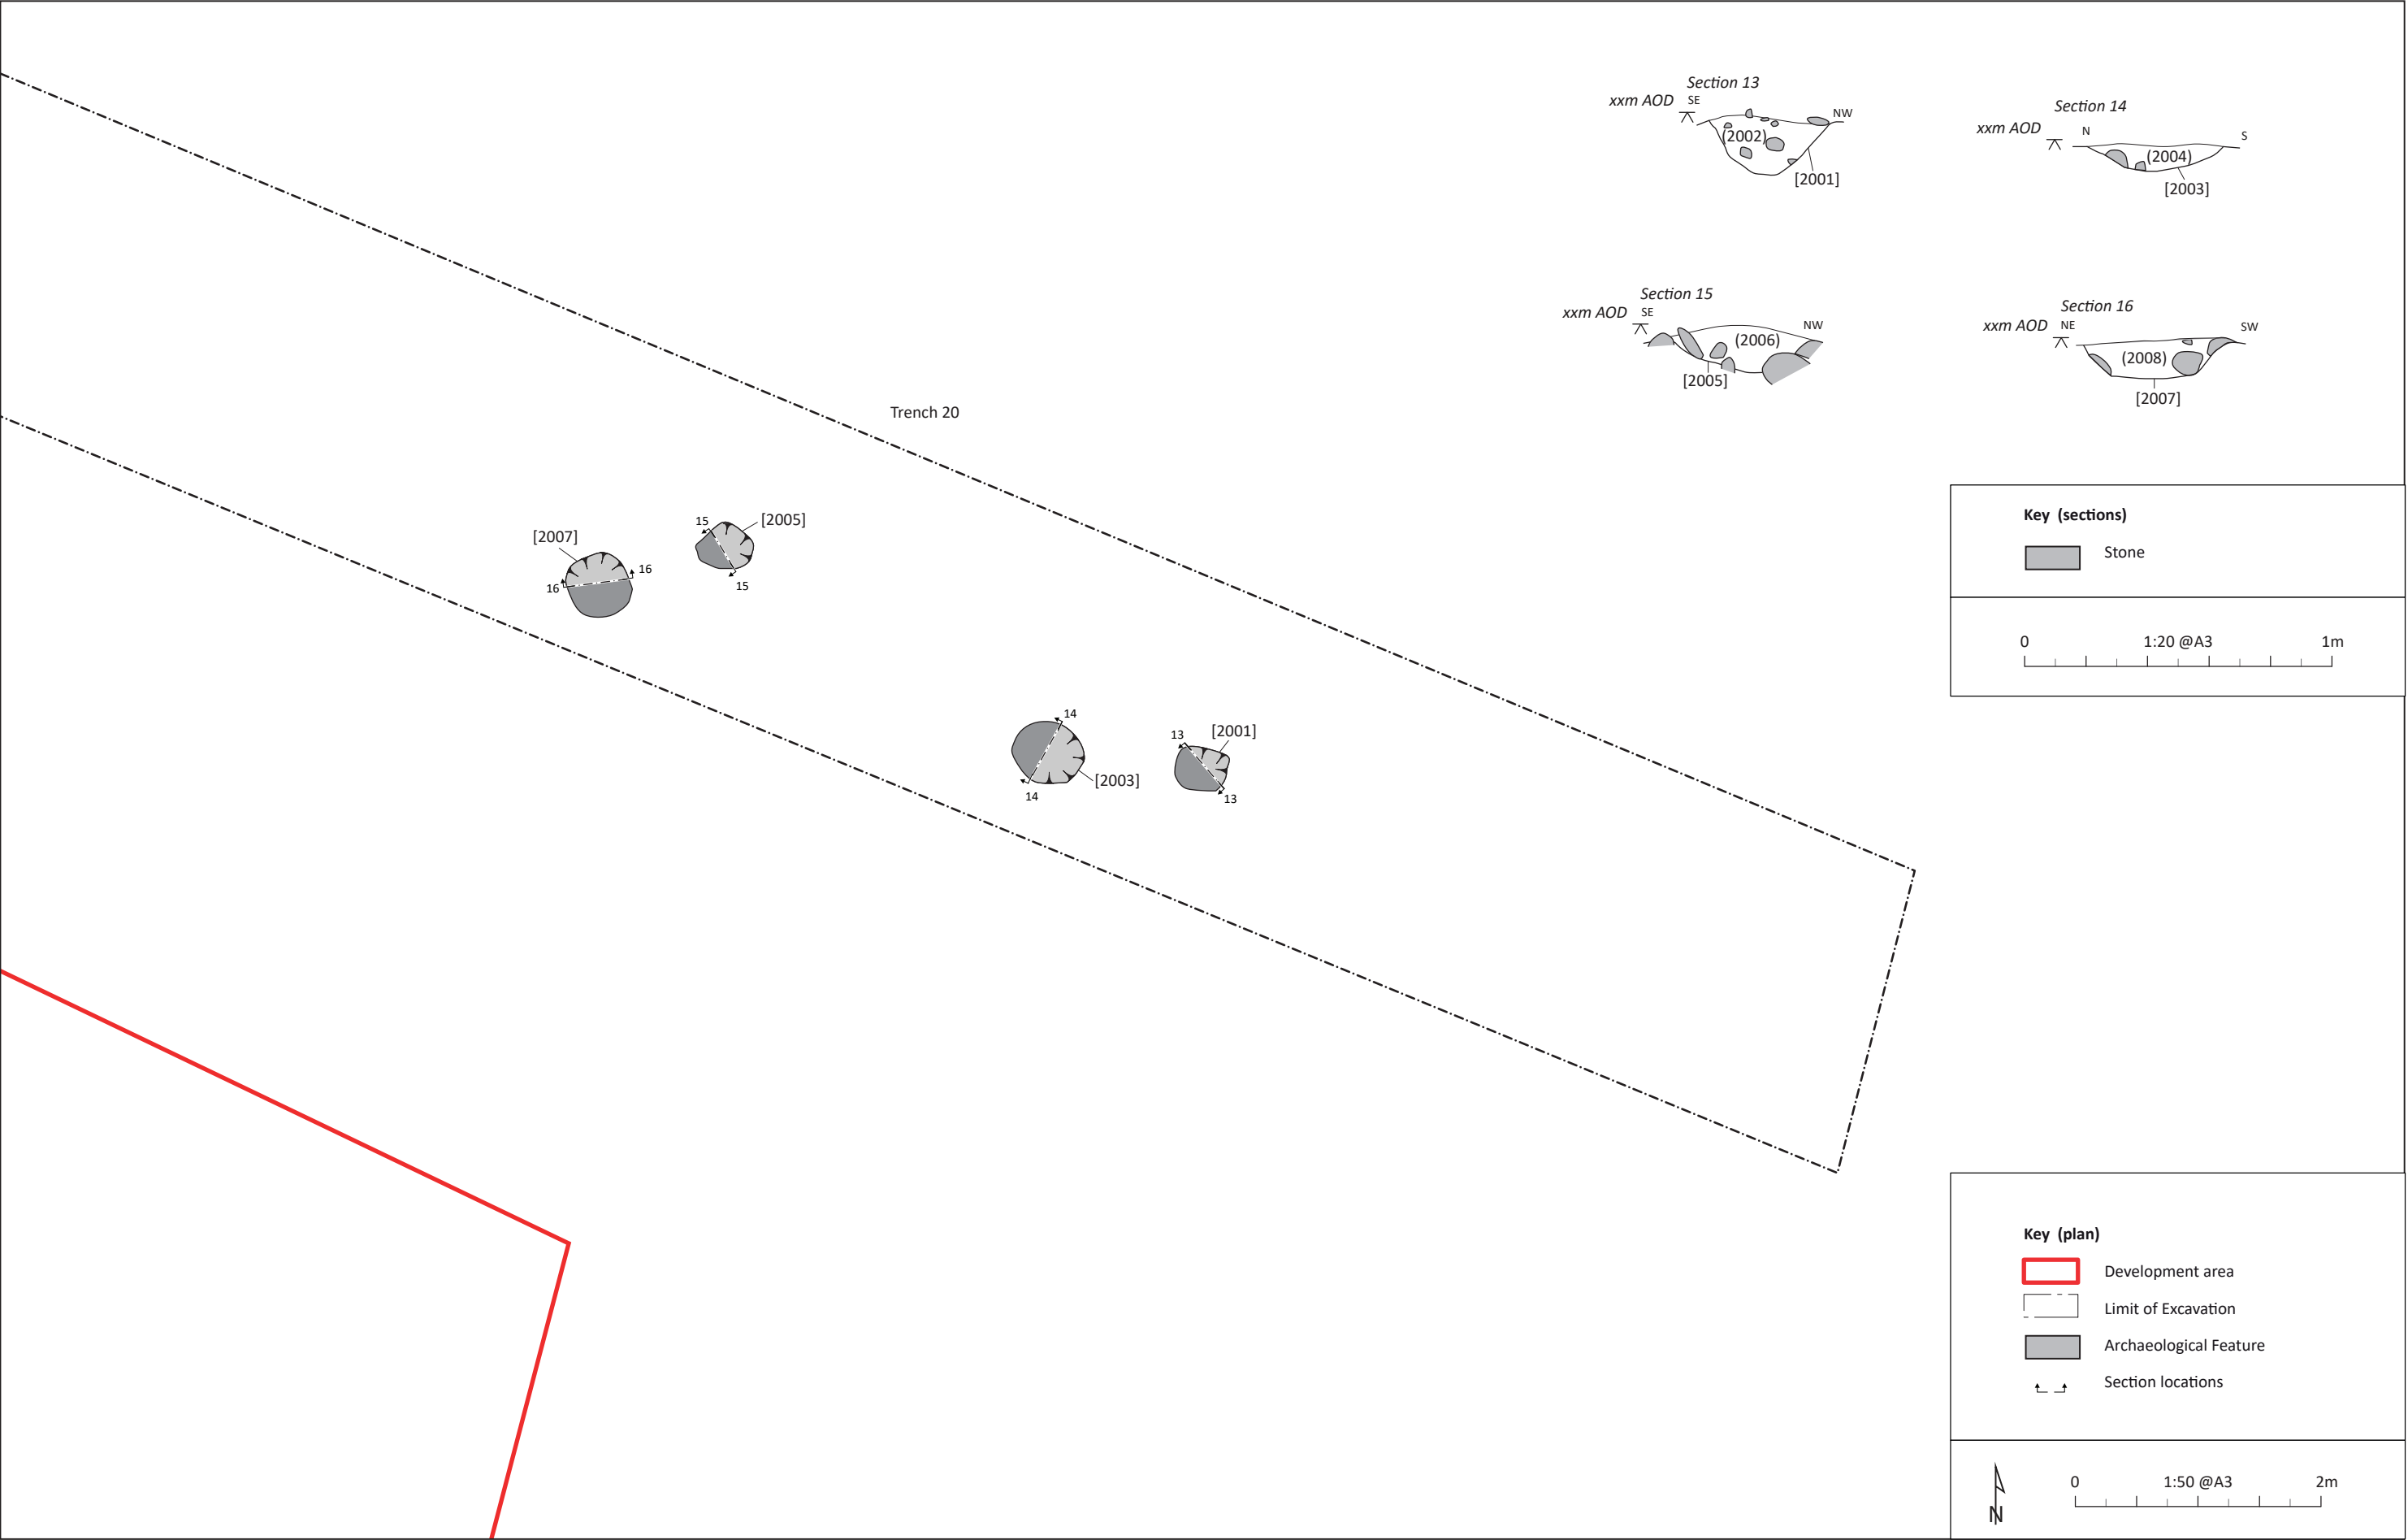 Section 13
xxm AOD SE
NW
(2002)
[2001]
Section 14
xxm AOD N
S
(2004)
[2003]
Section 15
xxm AOD SE
NW
(2006)
[2005]
Section 16
xxm AOD NE
SW
(2008)
[2007]
Trench 20
15
[2005]
15
[2007]
16
16
14
[2003]
14
13
[2001]
13
Key (sections)
Stone
0 1:20 @A3 1m
Key (plan)
Development area
Limit of Excavation
Archaeological Feature
Section locations
N
0 1:50 @A3 2m